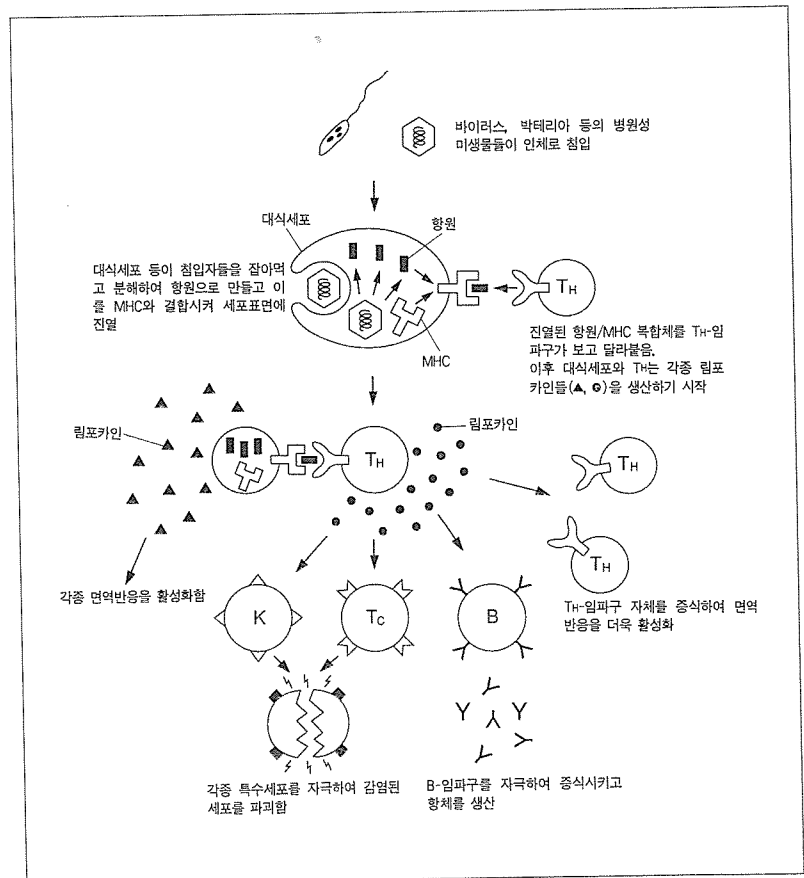 바이러스, 박테리아 등의 병원성
미생물들이 인체로 침입
대식세포
항원
대식세포 등이 침입자들을 잡아먹
고 분해하여 항원으로 만들고 이
를 MHC와 결합시켜 세포표면에
진열
TH
MHC
진열된 항원/MHC 복합체를 TH-임
파구가 보고 달라붙음.
이후 대식세포와 TH는 각종 림포
카인들(▲, ●)을 생산하기 시작
림포카인
림포카인
TH
TH
TH
각종 면역반응을 활성화함
K
Tc
B
TH-임파구 자체를 증식하여 면역
반응을 더욱 활성화
각종 특수세포를 자극하여 감염된
세포를 파괴함
B-임파구를 자극하여 증식시키고
항체를 생산